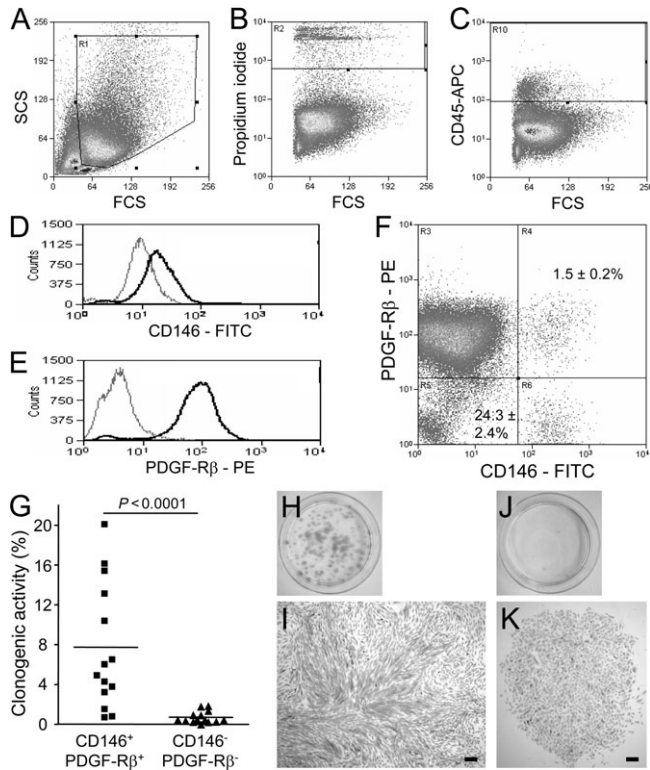 A
R1
SCS
256
192
128
64
0
0 64 128 192 256
FCS
B
R2
Propidium iodide
10⁴
10³
10²
10¹
10⁰
0 64 128 192 256
FCS
C
R10
CD45-APC
10⁴
10³
10²
10¹
10⁰
0 64 128 192 256
FCS
D
Counts
1500
1125
750
375
0
10⁰ 10¹ 10² 10³ 10⁴
CD146 - FITC
E
Counts
1500
1125
750
375
0
10⁰ 10¹ 10² 10³ 10⁴
PDGF-Rβ - PE
F
R3 R4
PDGF-Rβ - PE
10⁴
10³
10²
10¹
10⁰
1.5 ± 0.2%
R5 R6
24.3 ±
2.4%
10⁰ 10¹ 10² 10³ 10⁴
CD146 - FITC
G
P < 0.0001
Clonogenic activity (%)
20
16
12
8
4
0
CD146⁺
PDGF-Rβ⁺
CD146⁻
PDGF-Rβ⁻
H
J
I
K